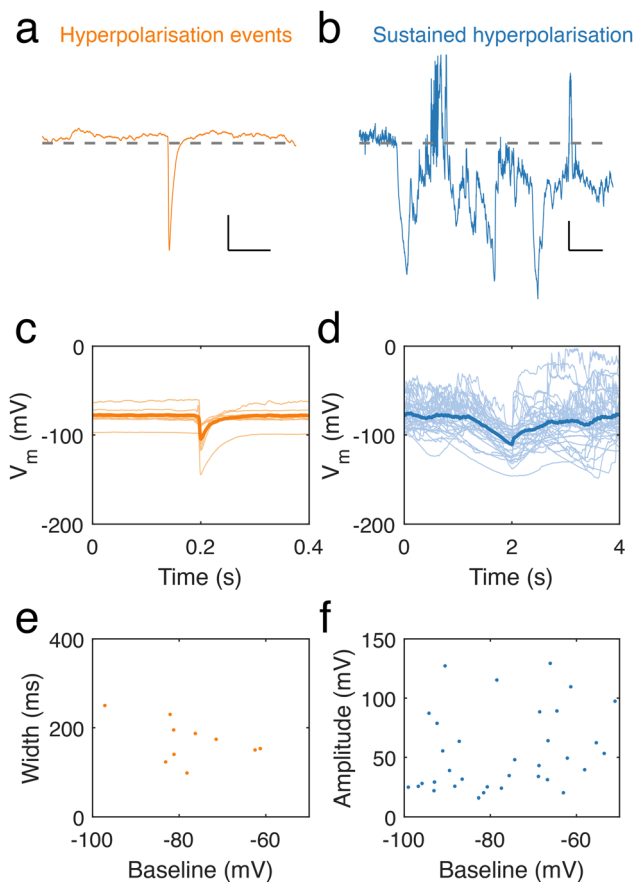 a Hyperpolarisation events
b Sustained hyperpolarisation
c
0
-100
-200
V_m (mV)
0 0.2 0.4
Time (s)
d
0
-100
-200
V_m (mV)
0 2 4
Time (s)
e
400
200
0
Width (ms)
-100 -80 -60
Baseline (mV)
f
150
100
50
0
Amplitude (mV)
-100 -80 -60
Baseline (mV)